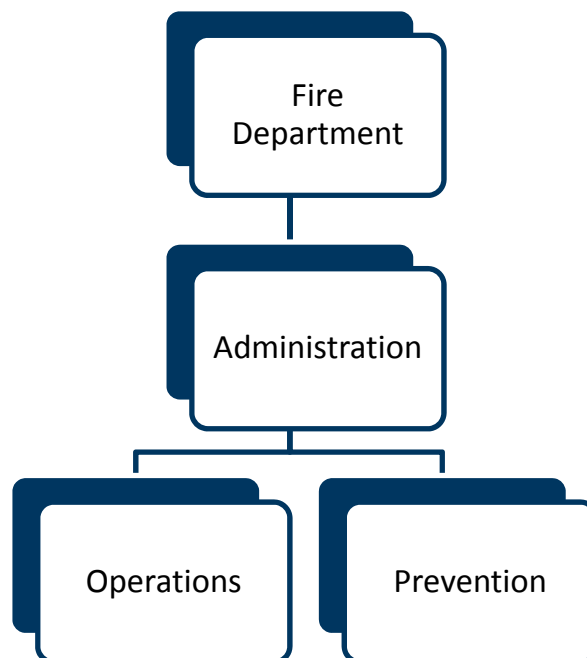 Fire
Department
Administration
Operations
Prevention